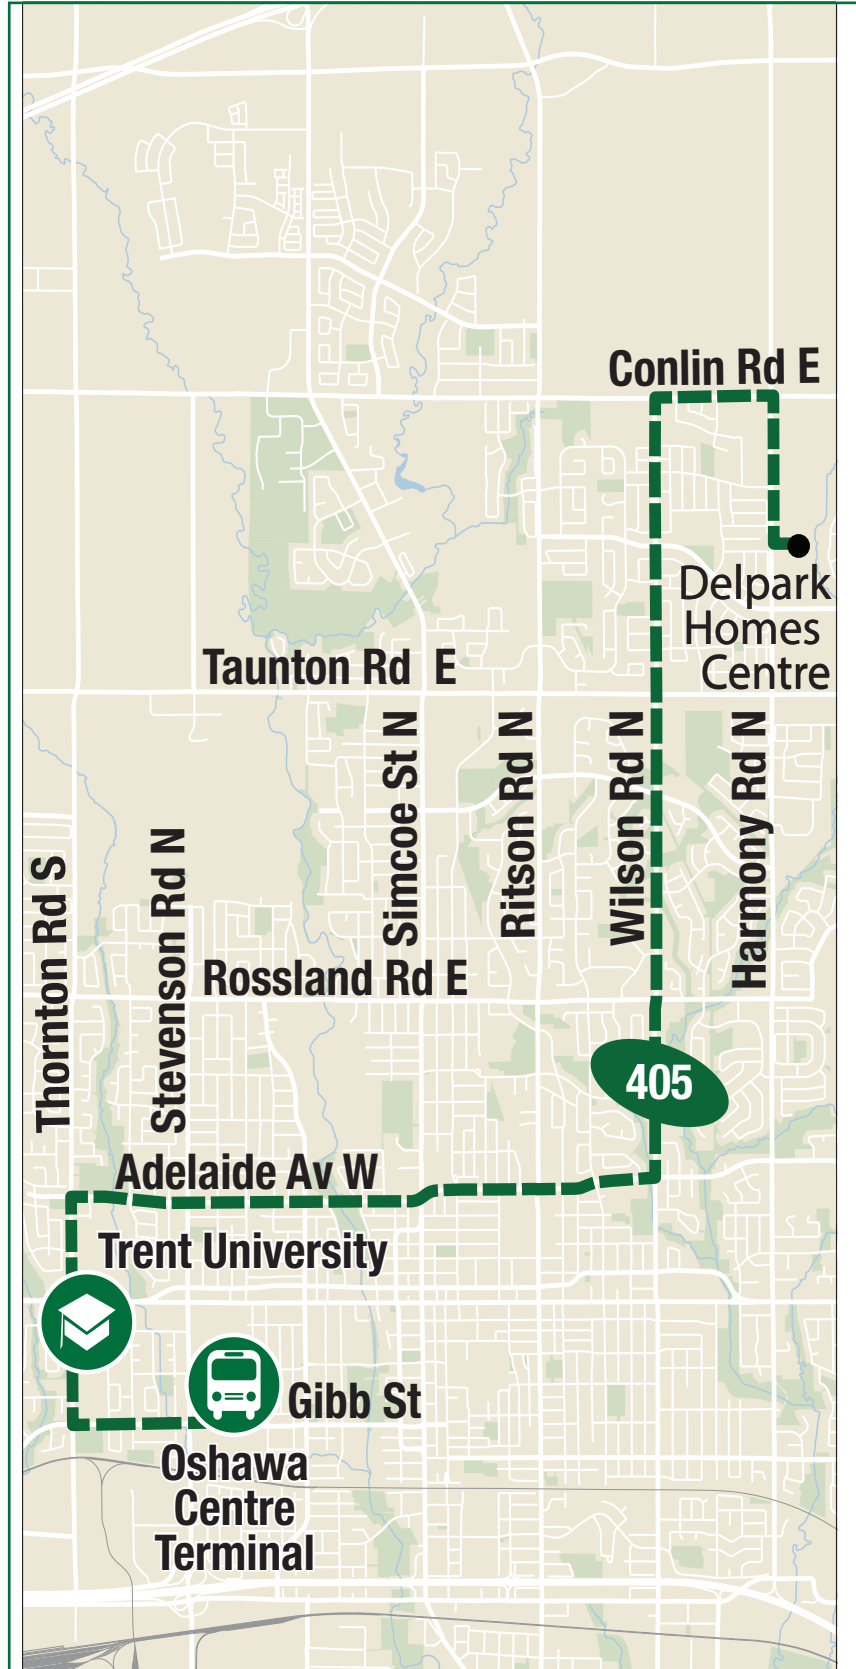 Conlin Rd E
Delpark
Homes
Centre
Taunton Rd E
Simcoe St N
Ritson Rd N
Wilson Rd N
Harmony Rd N
Thornton Rd S
Stevenson Rd N
Rossland Rd E
405
Adelaide Av W
Trent University
Gibb St
Oshawa
Centre
Terminal